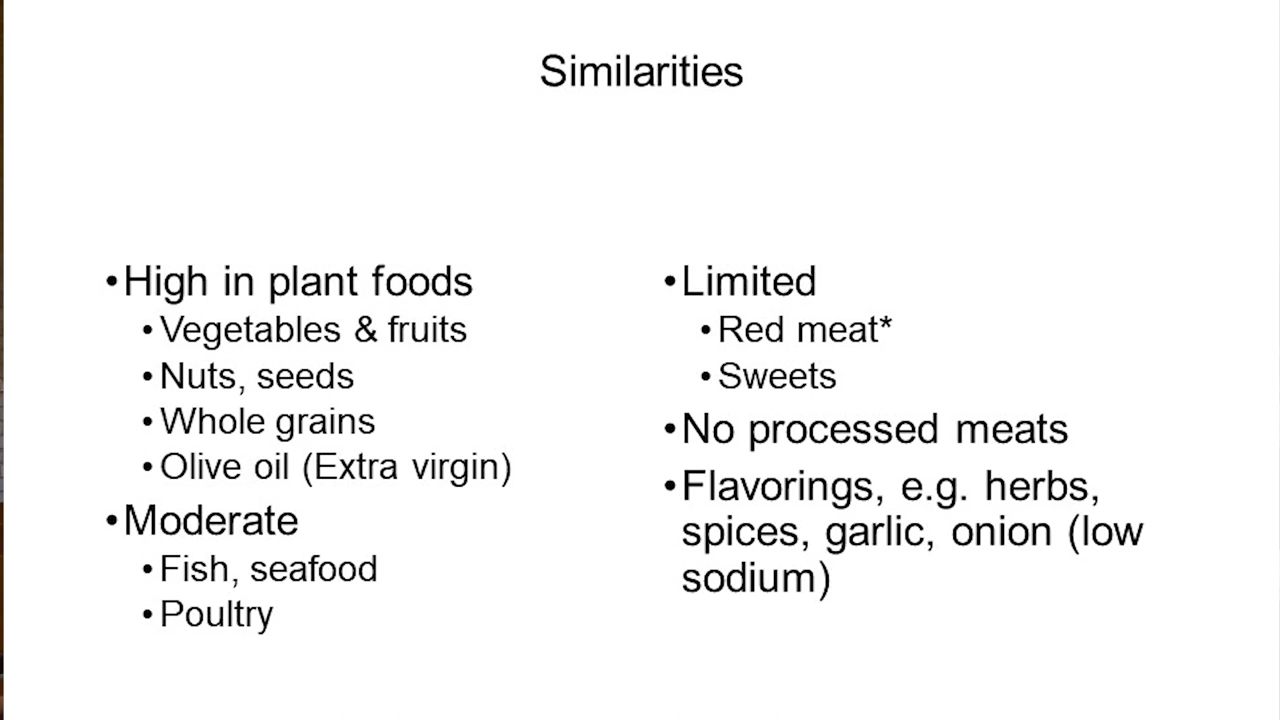 Similarities
•High in plant foods
•Vegetables & fruits
•Nuts, seeds
•Whole grains
•Olive oil (Extra virgin)
•Moderate
•Fish, seafood
•Poultry
•Limited
•Red meat*
•Sweets
•No processed meats
•Flavorings, e.g. herbs,
spices, garlic, onion (low
sodium)